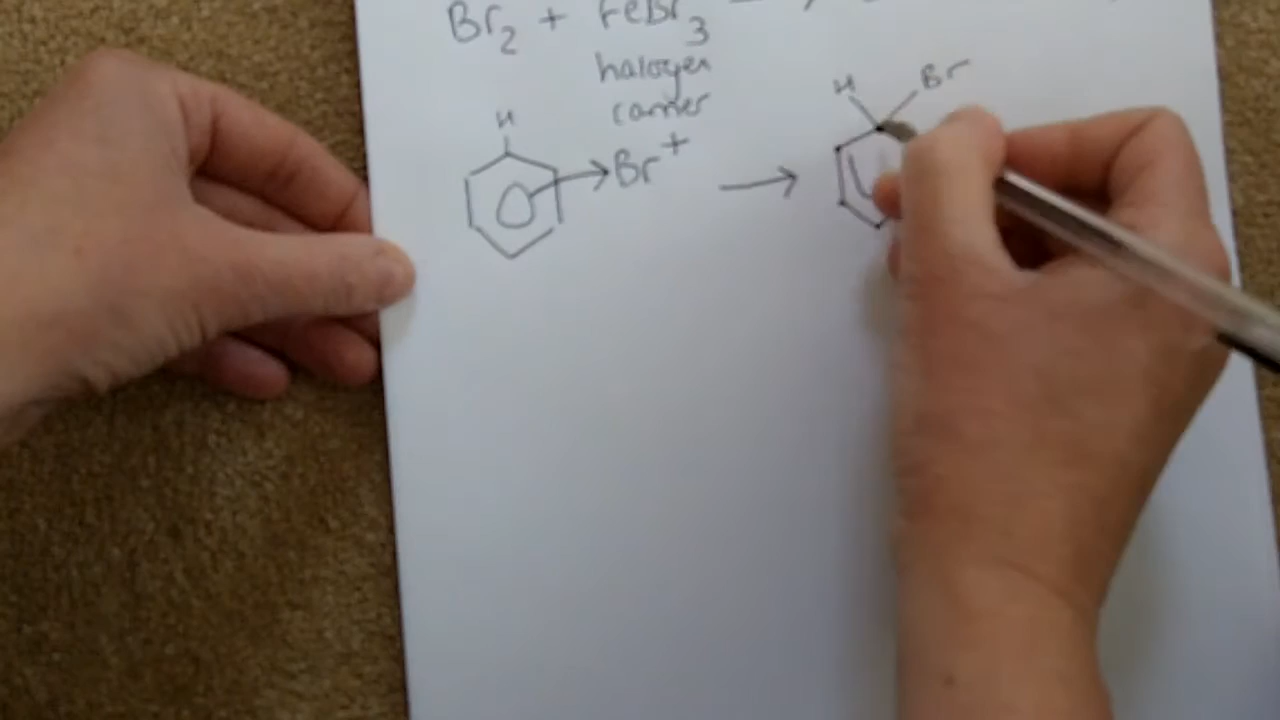 Br2 + FeBr3 →
halogen
carrier
H
Br+ →
H Br